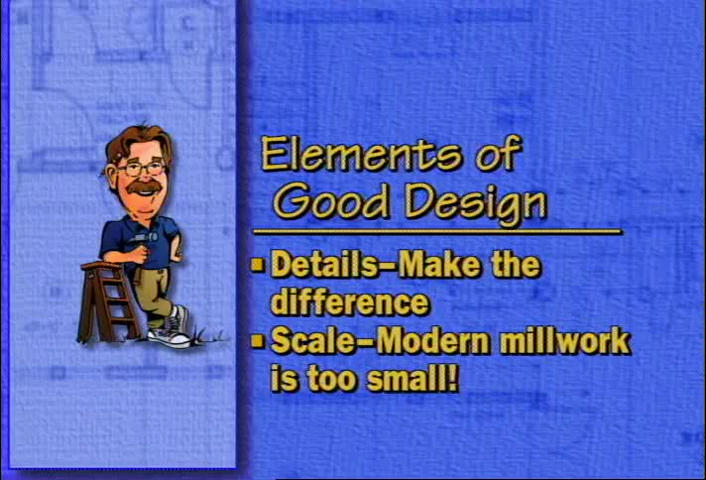 Elements of
Good Design
▪ Details–Make the
difference
▪ Scale–Modern millwork
is too small!